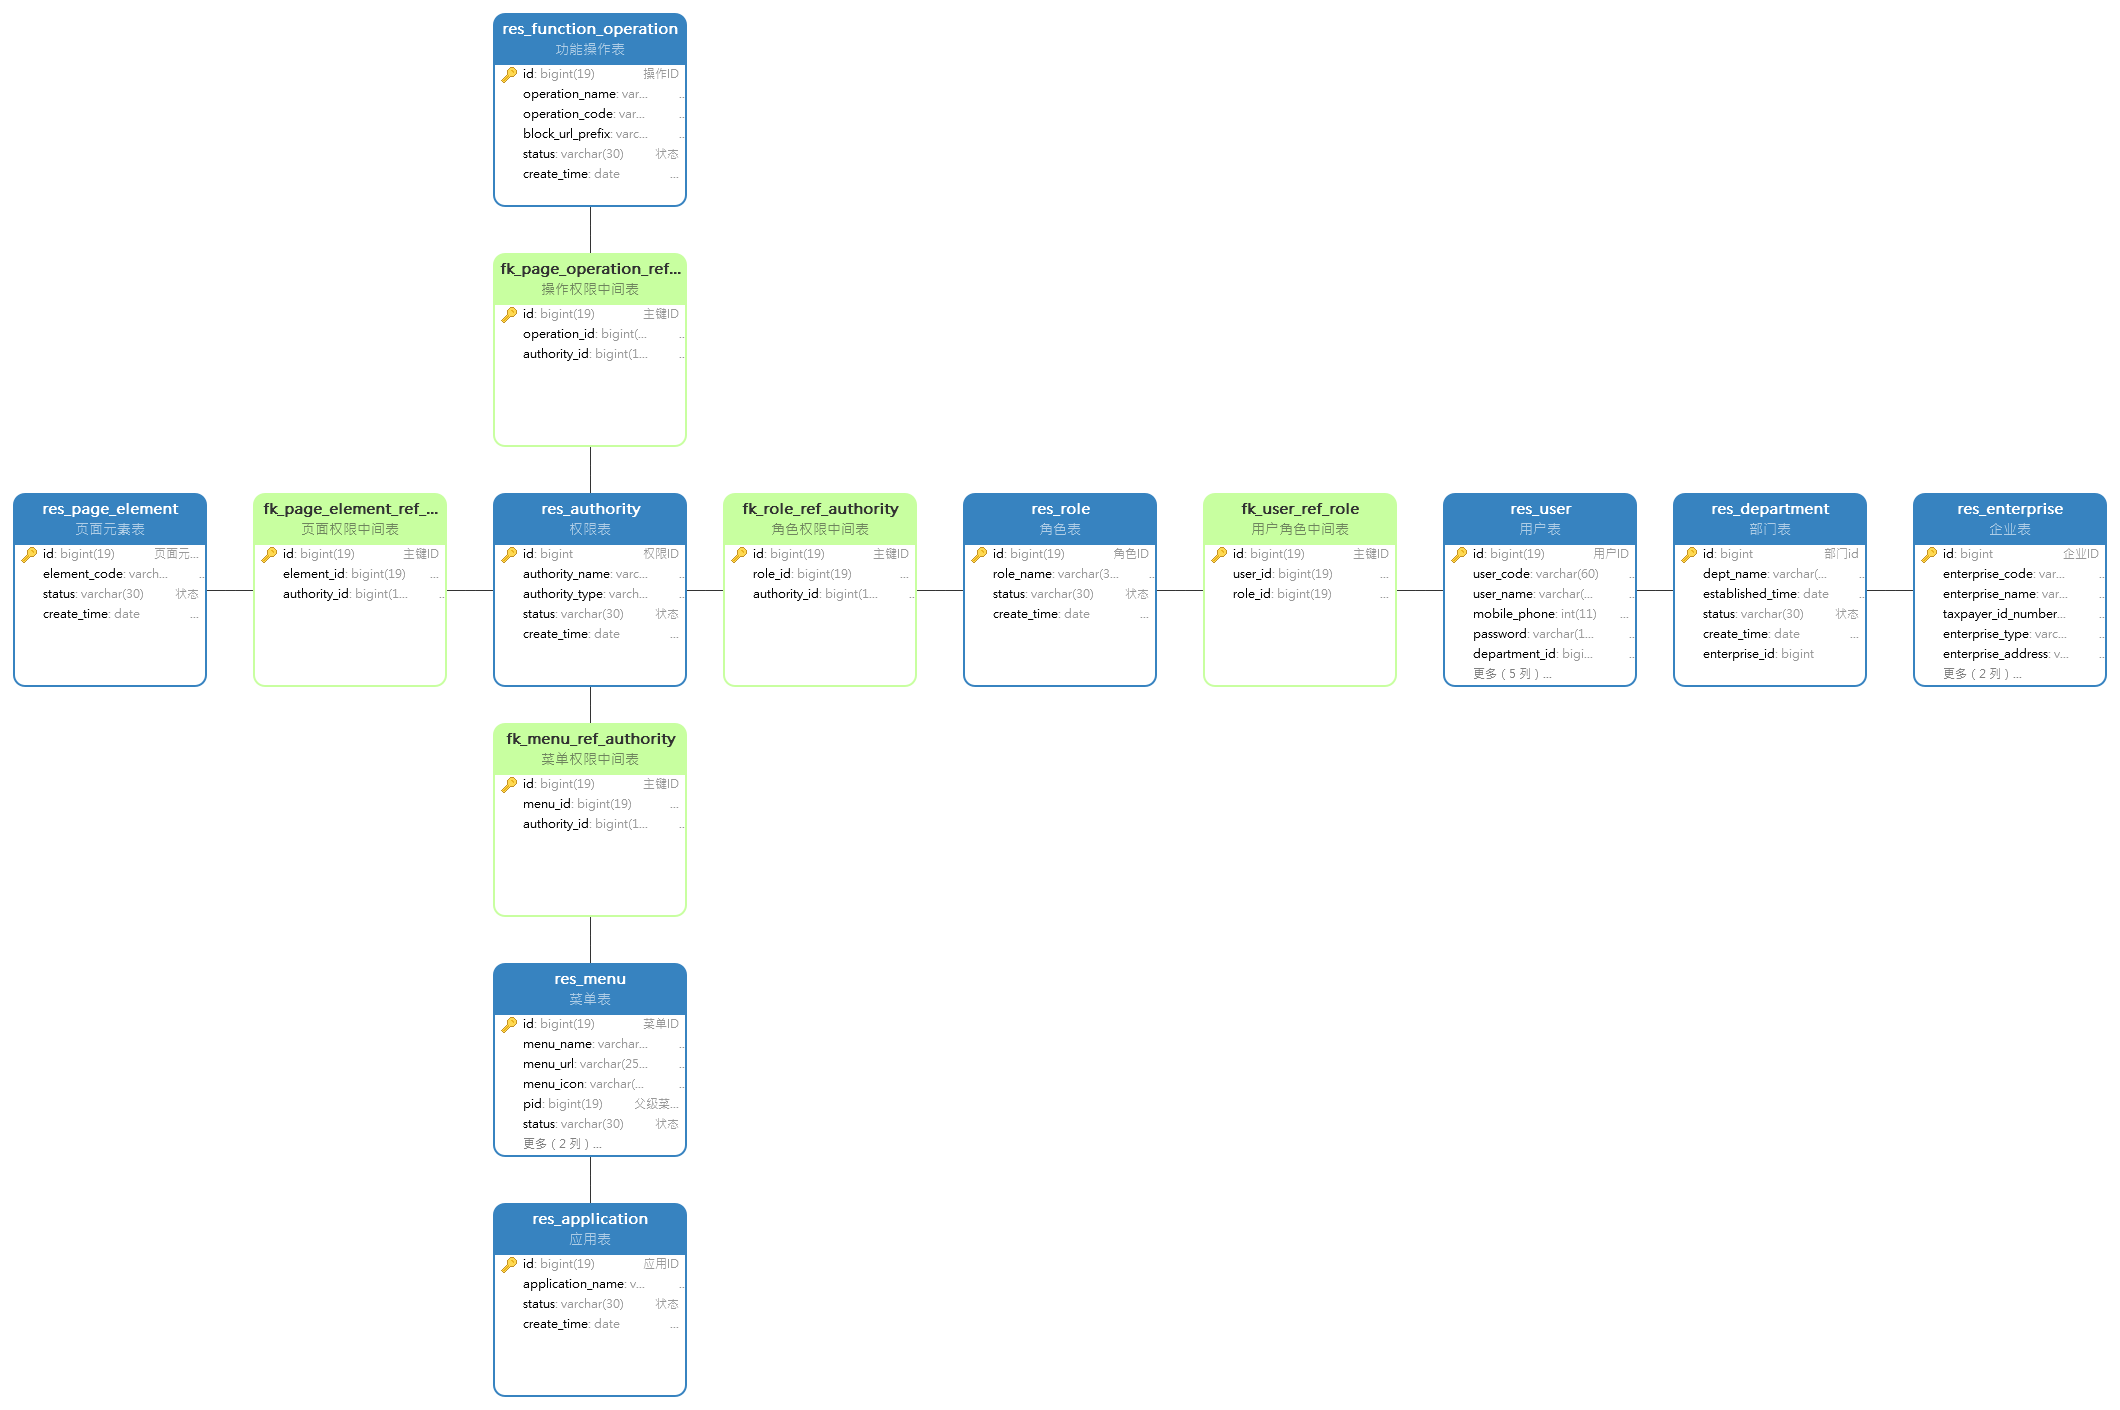 res_function_operation
功能操作表
id: bigint(19) 操作ID
operation_name: var... ..
operation_code: var... ..
block_url_prefix: varc... ..
status: varchar(30) 状态
create_time: date ...
fk_page_operation_ref...
操作权限中间表
id: bigint(19) 主键ID
operation_id: bigint(... ..
authority_id: bigint(1... ..
res_page_element
页面元素表
id: bigint(19) 页面元...
element_code: varch... ..
status: varchar(30) 状态
create_time: date ...
fk_page_element_ref_...
页面权限中间表
id: bigint(19) 主键ID
element_id: bigint(19) ...
authority_id: bigint(1... ..
res_authority
权限表
id: bigint 权限ID
authority_name: varc... ..
authority_type: varch... ..
status: varchar(30) 状态
create_time: date ...
fk_role_ref_authority
角色权限中间表
id: bigint(19) 主键ID
role_id: bigint(19) ...
authority_id: bigint(1... ..
res_role
角色表
id: bigint(19) 角色ID
role_name: varchar(3... ..
status: varchar(30) 状态
create_time: date ...
fk_user_ref_role
用户角色中间表
id: bigint(19) 主键ID
user_id: bigint(19) ...
role_id: bigint(19) ...
res_user
用户表
id: bigint(19) 用户ID
user_code: varchar(60) ..
user_name: varchar(... ..
mobile_phone: int(11) ...
password: varchar(1... ..
department_id: bigi... ..
更多 ( 5 列 ) ...
res_department
部门表
id: bigint 部门id
dept_name: varchar(... ..
established_time: date ..
status: varchar(30) 状态
create_time: date ...
enterprise_id: bigint
res_enterprise
企业表
id: bigint 企业ID
enterprise_code: var... ..
enterprise_name: var... ..
taxpayer_id_number... ..
enterprise_type: varc... ..
enterprise_address: v... ..
更多 ( 2 列 ) ...
fk_menu_ref_authority
菜单权限中间表
id: bigint(19) 主键ID
menu_id: bigint(19) ...
authority_id: bigint(1... ..
res_menu
菜单表
id: bigint(19) 菜单ID
menu_name: varchar... ..
menu_url: varchar(25... ..
menu_icon: varchar(... ..
pid: bigint(19) 父级菜...
status: varchar(30) 状态
更多 ( 2 列 ) ...
res_application
应用表
id: bigint(19) 应用ID
application_name: v... ..
status: varchar(30) 状态
create_time: date ...